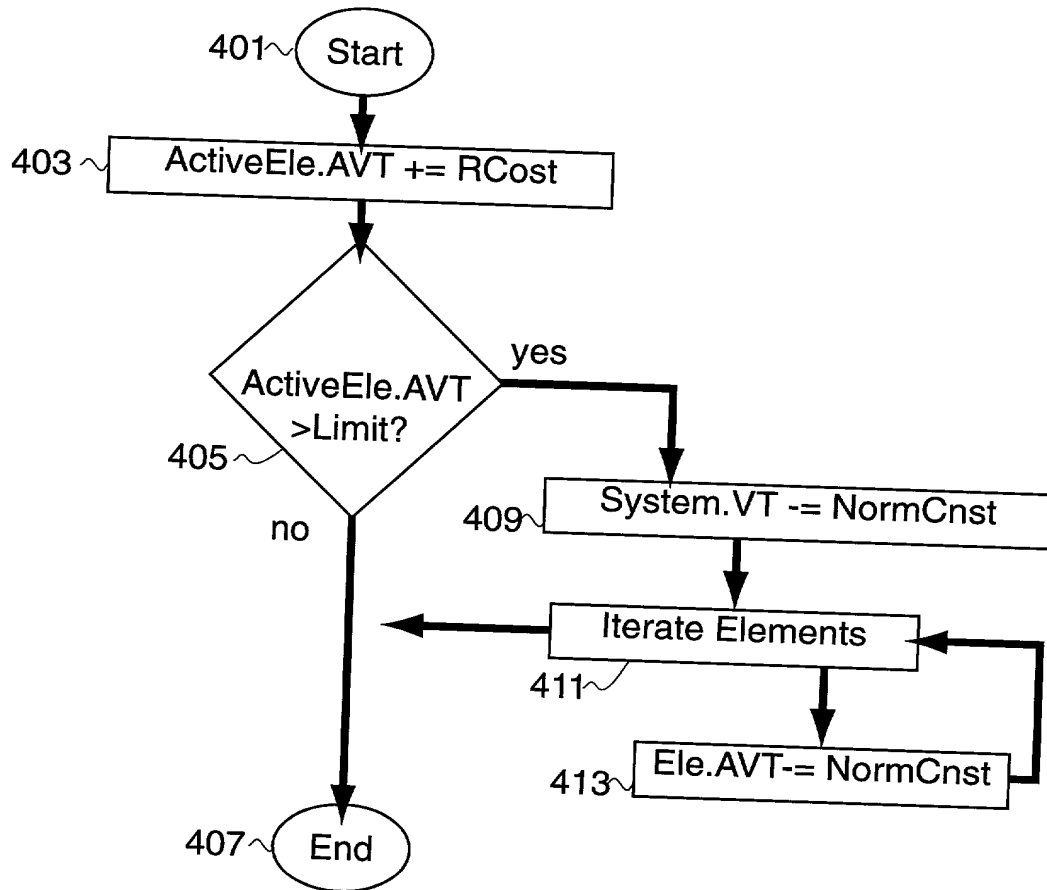 401
Start
403
ActiveEle.AVT += RCost
ActiveEle.AVT
>Limit?
405
yes
no
409
System.VT -= NormCnst
Iterate Elements
411
413
Ele.AVT-= NormCnst
407
End